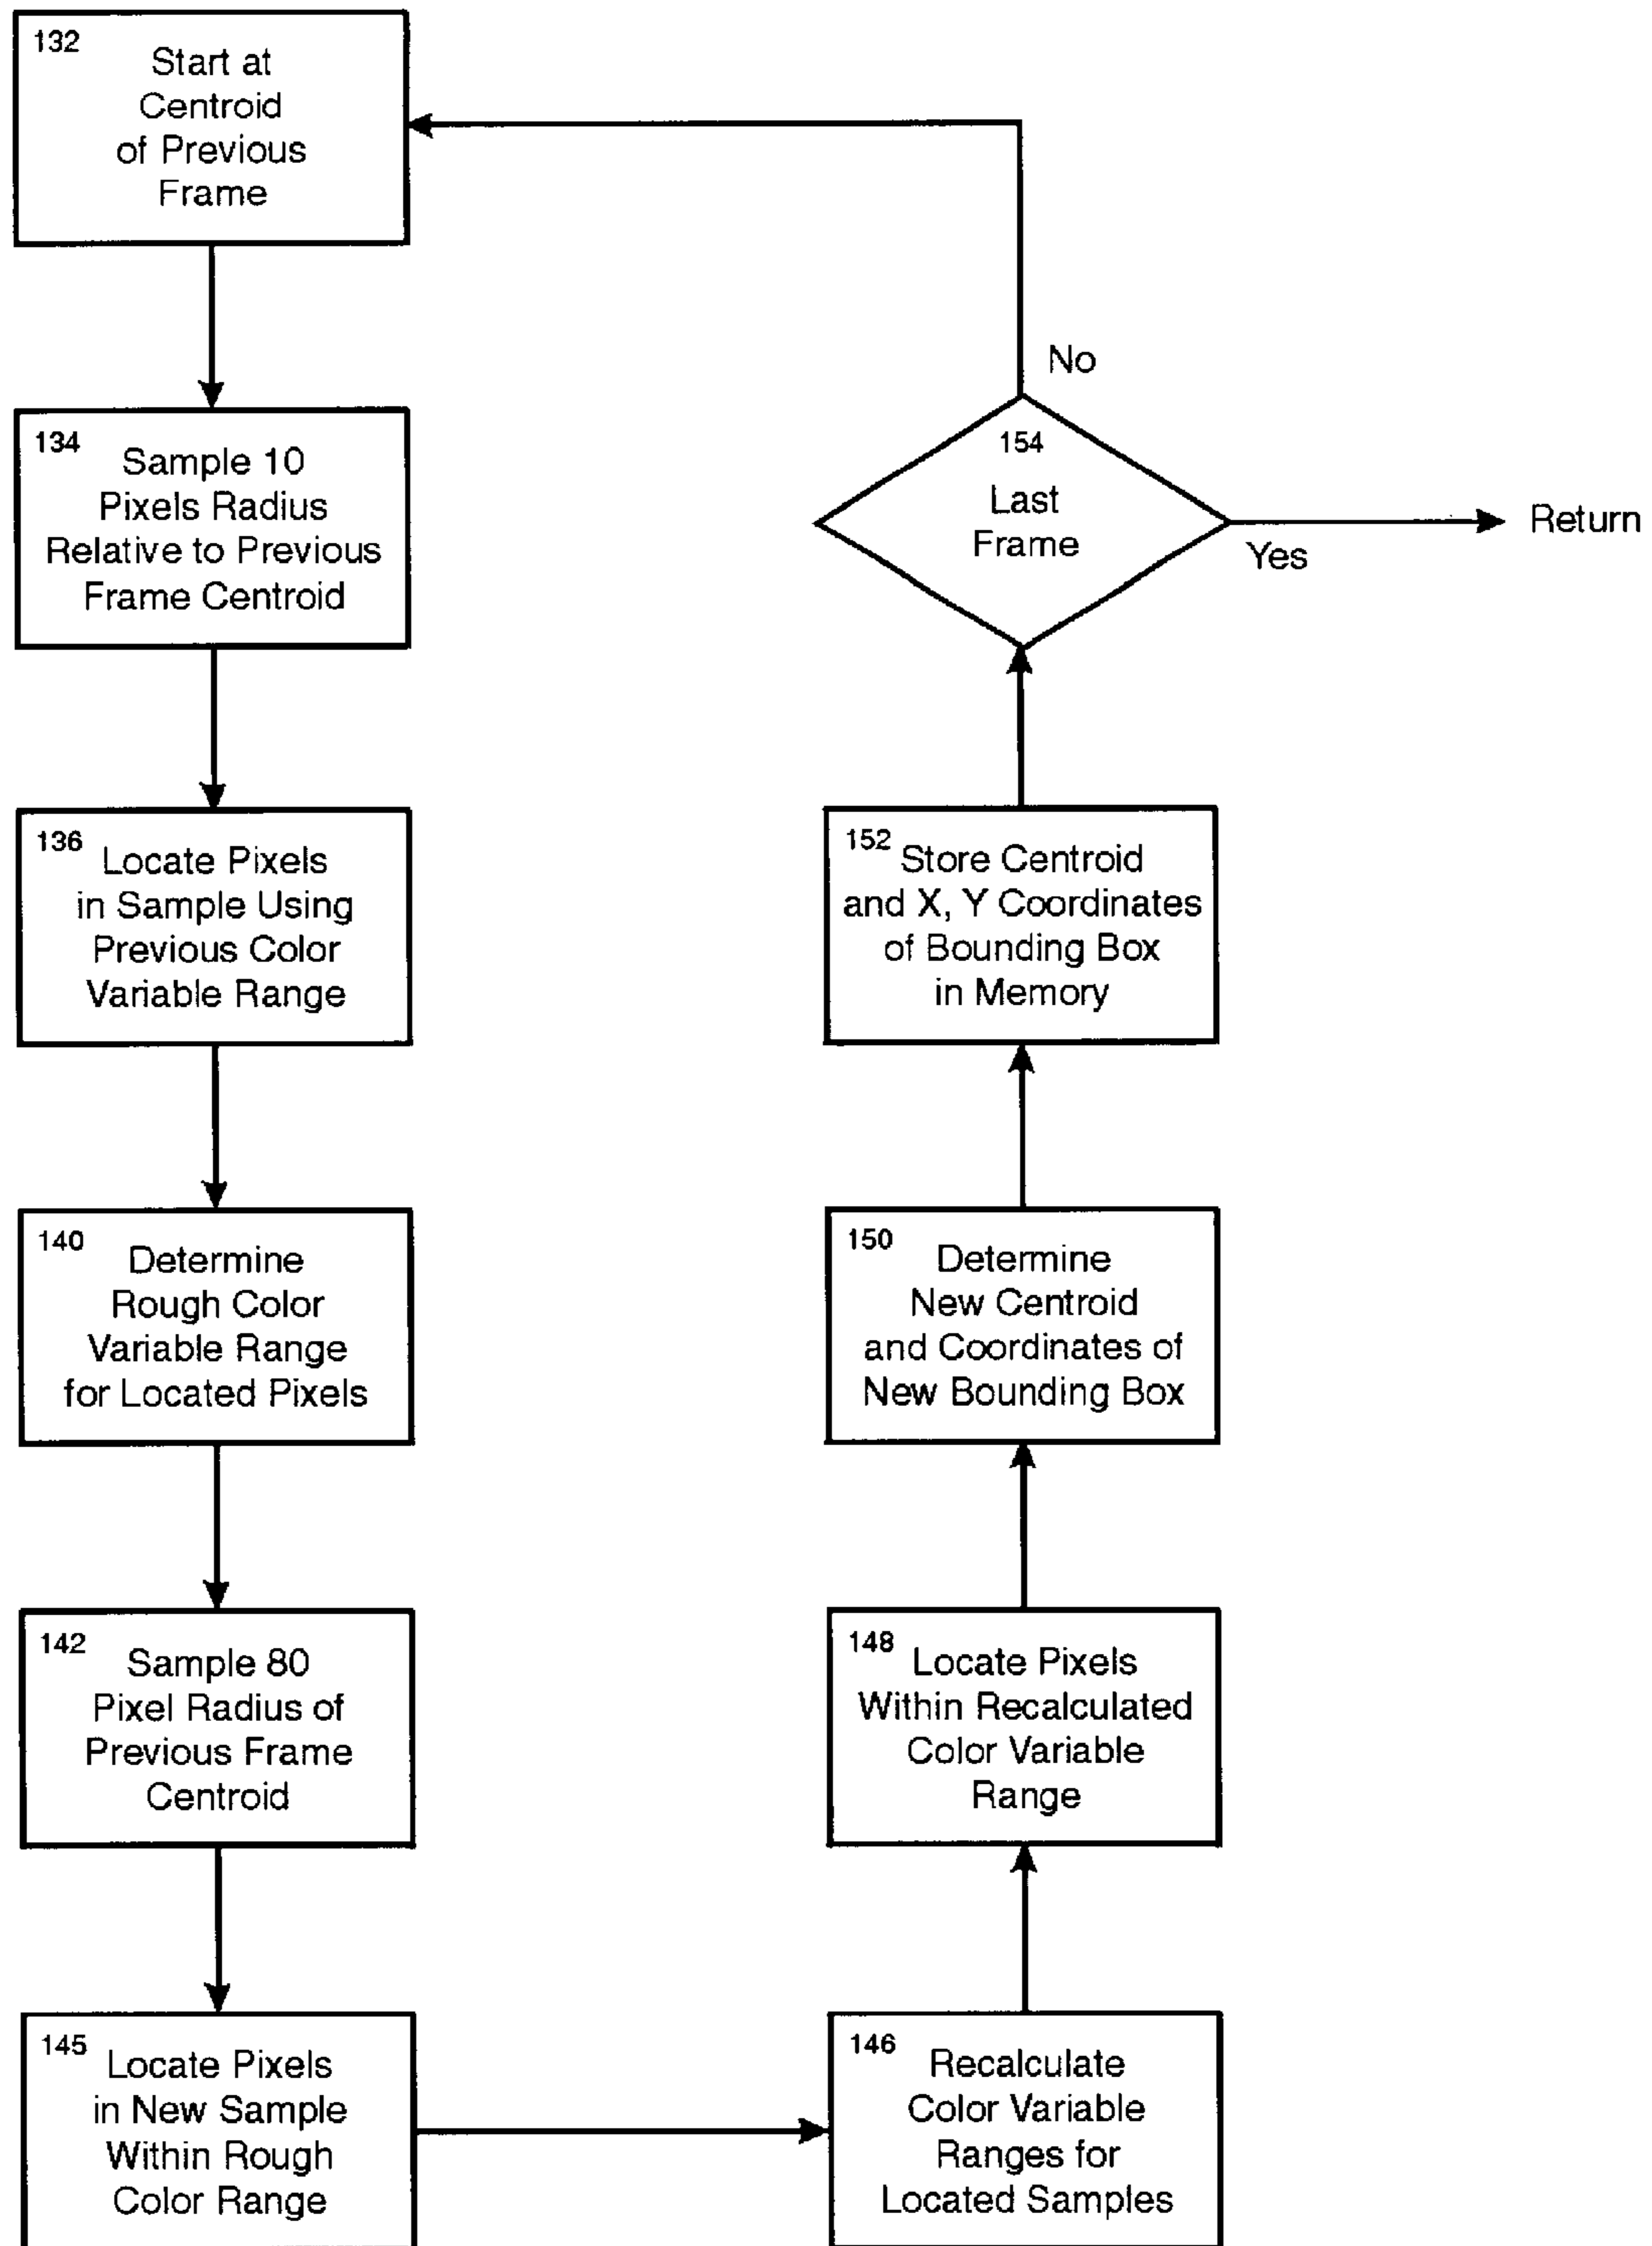 132
Start at
Centroid
of Previous
Frame
134
Sample 10
Pixels Radius
Relative to Previous
Frame Centroid
136
Locate Pixels
in Sample Using
Previous Color
Variable Range
140
Determine
Rough Color
Variable Range
for Located Pixels
142
Sample 80
Pixel Radius of
Previous Frame
Centroid
145
Locate Pixels
in New Sample
Within Rough
Color Range
146
Recalculate
Color Variable
Ranges for
Located Samples
148
Locate Pixels
Within Recalculated
Color Variable
Range
150
Determine
New Centroid
and Coordinates of
New Bounding Box
152
Store Centroid
and X, Y Coordinates
of Bounding Box
in Memory
154
Last
Frame
No
Yes
Return